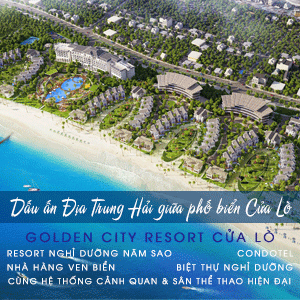 Dấu ấn Địa Trung Hải giữa phố biển Cửa Lò
GOLDEN CITY RESORT CỬA LÒ
RESORT NGHỈ DƯỠNG NĂM SAO CONDOTEL
NHÀ HÀNG VEN BIỂN BIỆT THỰ NGHỈ DƯỠNG
CÙNG HỆ THỐNG CẢNH QUAN & SÂN THỂ THAO HIỆN ĐẠI